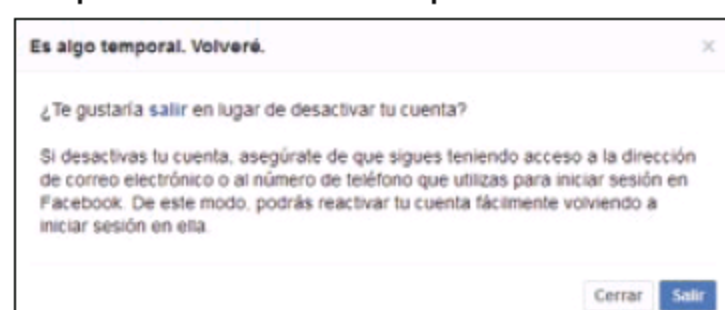 Es algo temporal. Volveré.
¿Te gustaría salir en lugar de desactivar tu cuenta?
Si desactivas tu cuenta, asegúrate de que sigues teniendo acceso a la dirección
de correo electrónico o al número de teléfono que utilizas para iniciar sesión en
Facebook. De este modo, podrás reactivar tu cuenta fácilmente volviendo a
iniciar sesión en ella.
Cerrar Salir